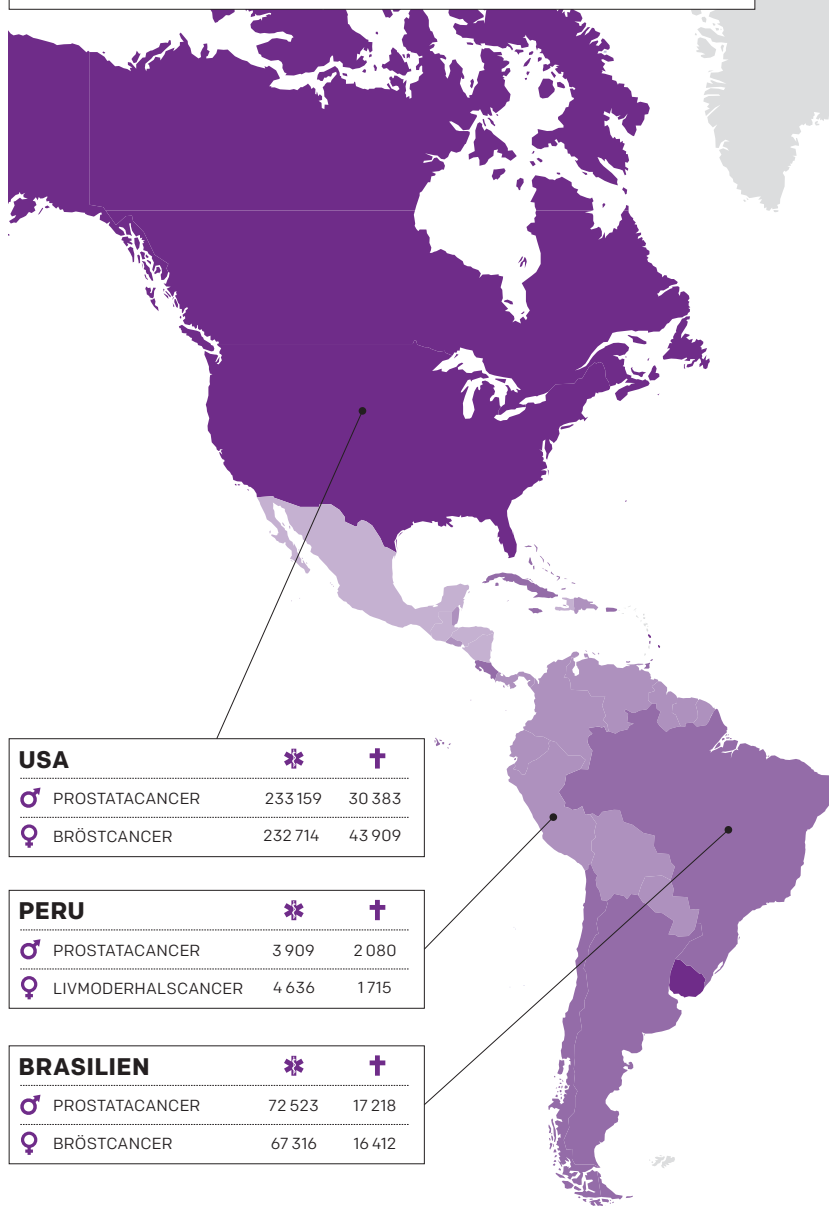 USA
PROSTATACANCER 233 159 30 383
BRÖSTCANCER 232 714 43 909
PERU
PROSTATACANCER 3 909 2 080
LIVMODERHALSCANCER 4 636 1 715
BRASILIEN
PROSTATACANCER 72 523 17 218
BRÖSTCANCER 67 316 16 412